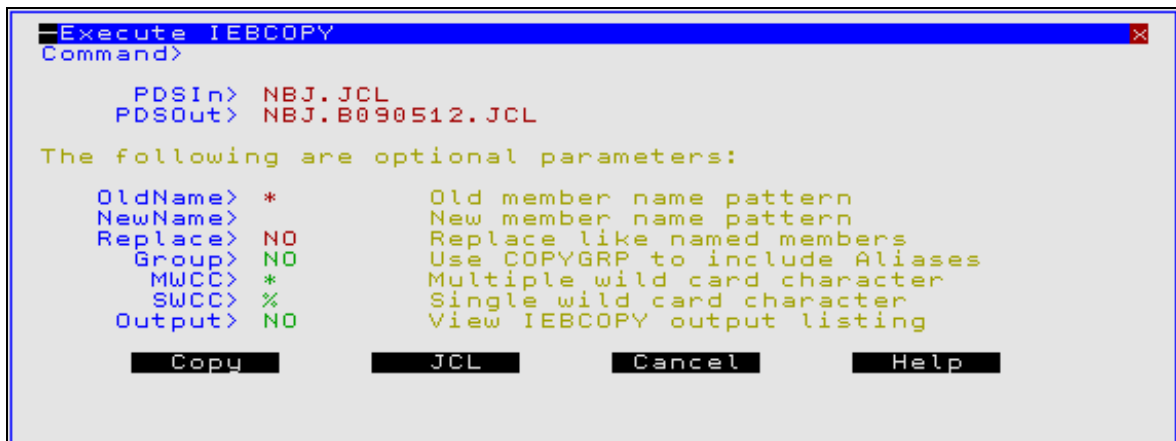 Execute IEBCOPY X
Command>
PDSIn> NBJ.JCL
PDSOut> NBJ.B090512.JCL
The following are optional parameters:
OldName> * Old member name pattern
NewName> New member name pattern
Replace> NO Replace like named members
Group> NO Use COPYGRP to include Aliases
MWCC> * Multiple wild card character
SWCC> % Single wild card character
Output> NO View IEBCOPY output listing
Copy JCL Cancel Help